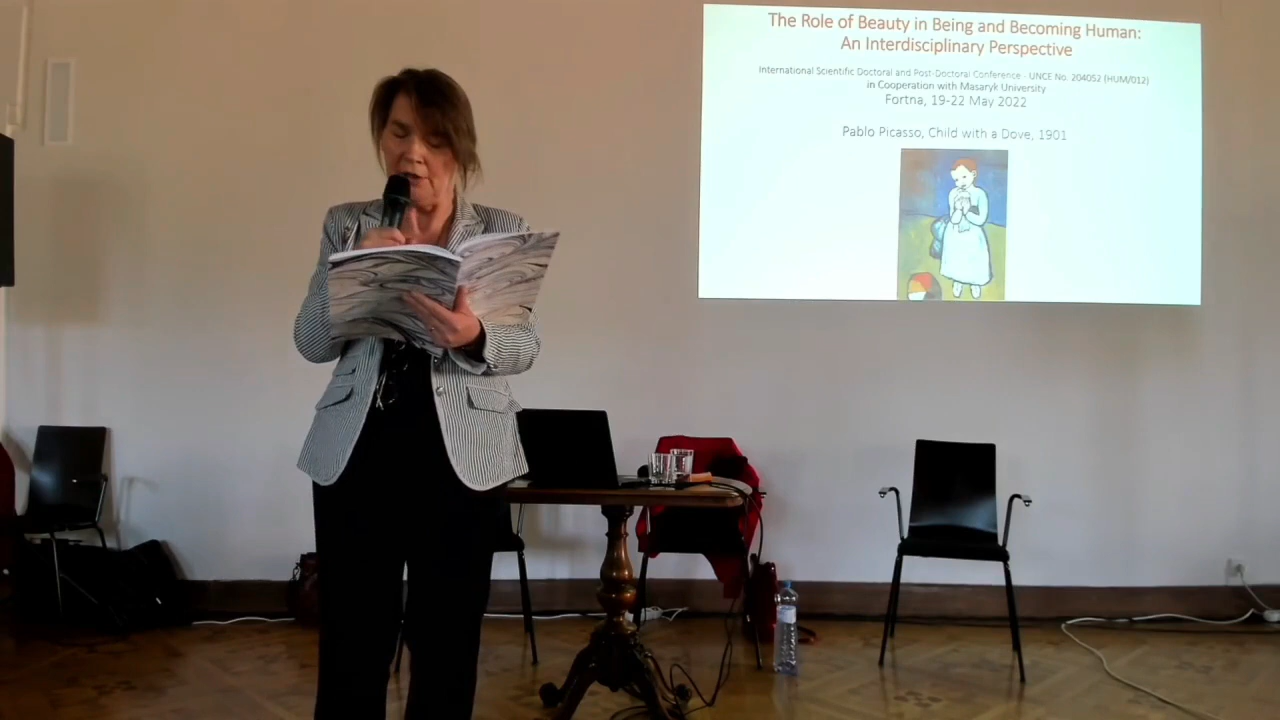 The Role of Beauty in Being and Becoming Human:
An Interdisciplinary Perspective
International Scientific Doctoral and Post-Doctoral Conference - UNCE No. 204052 (HUM/012)
in Cooperation with Masaryk University
Fortna, 19-22 May 2022
Pablo Picasso, Child with a Dove, 1901